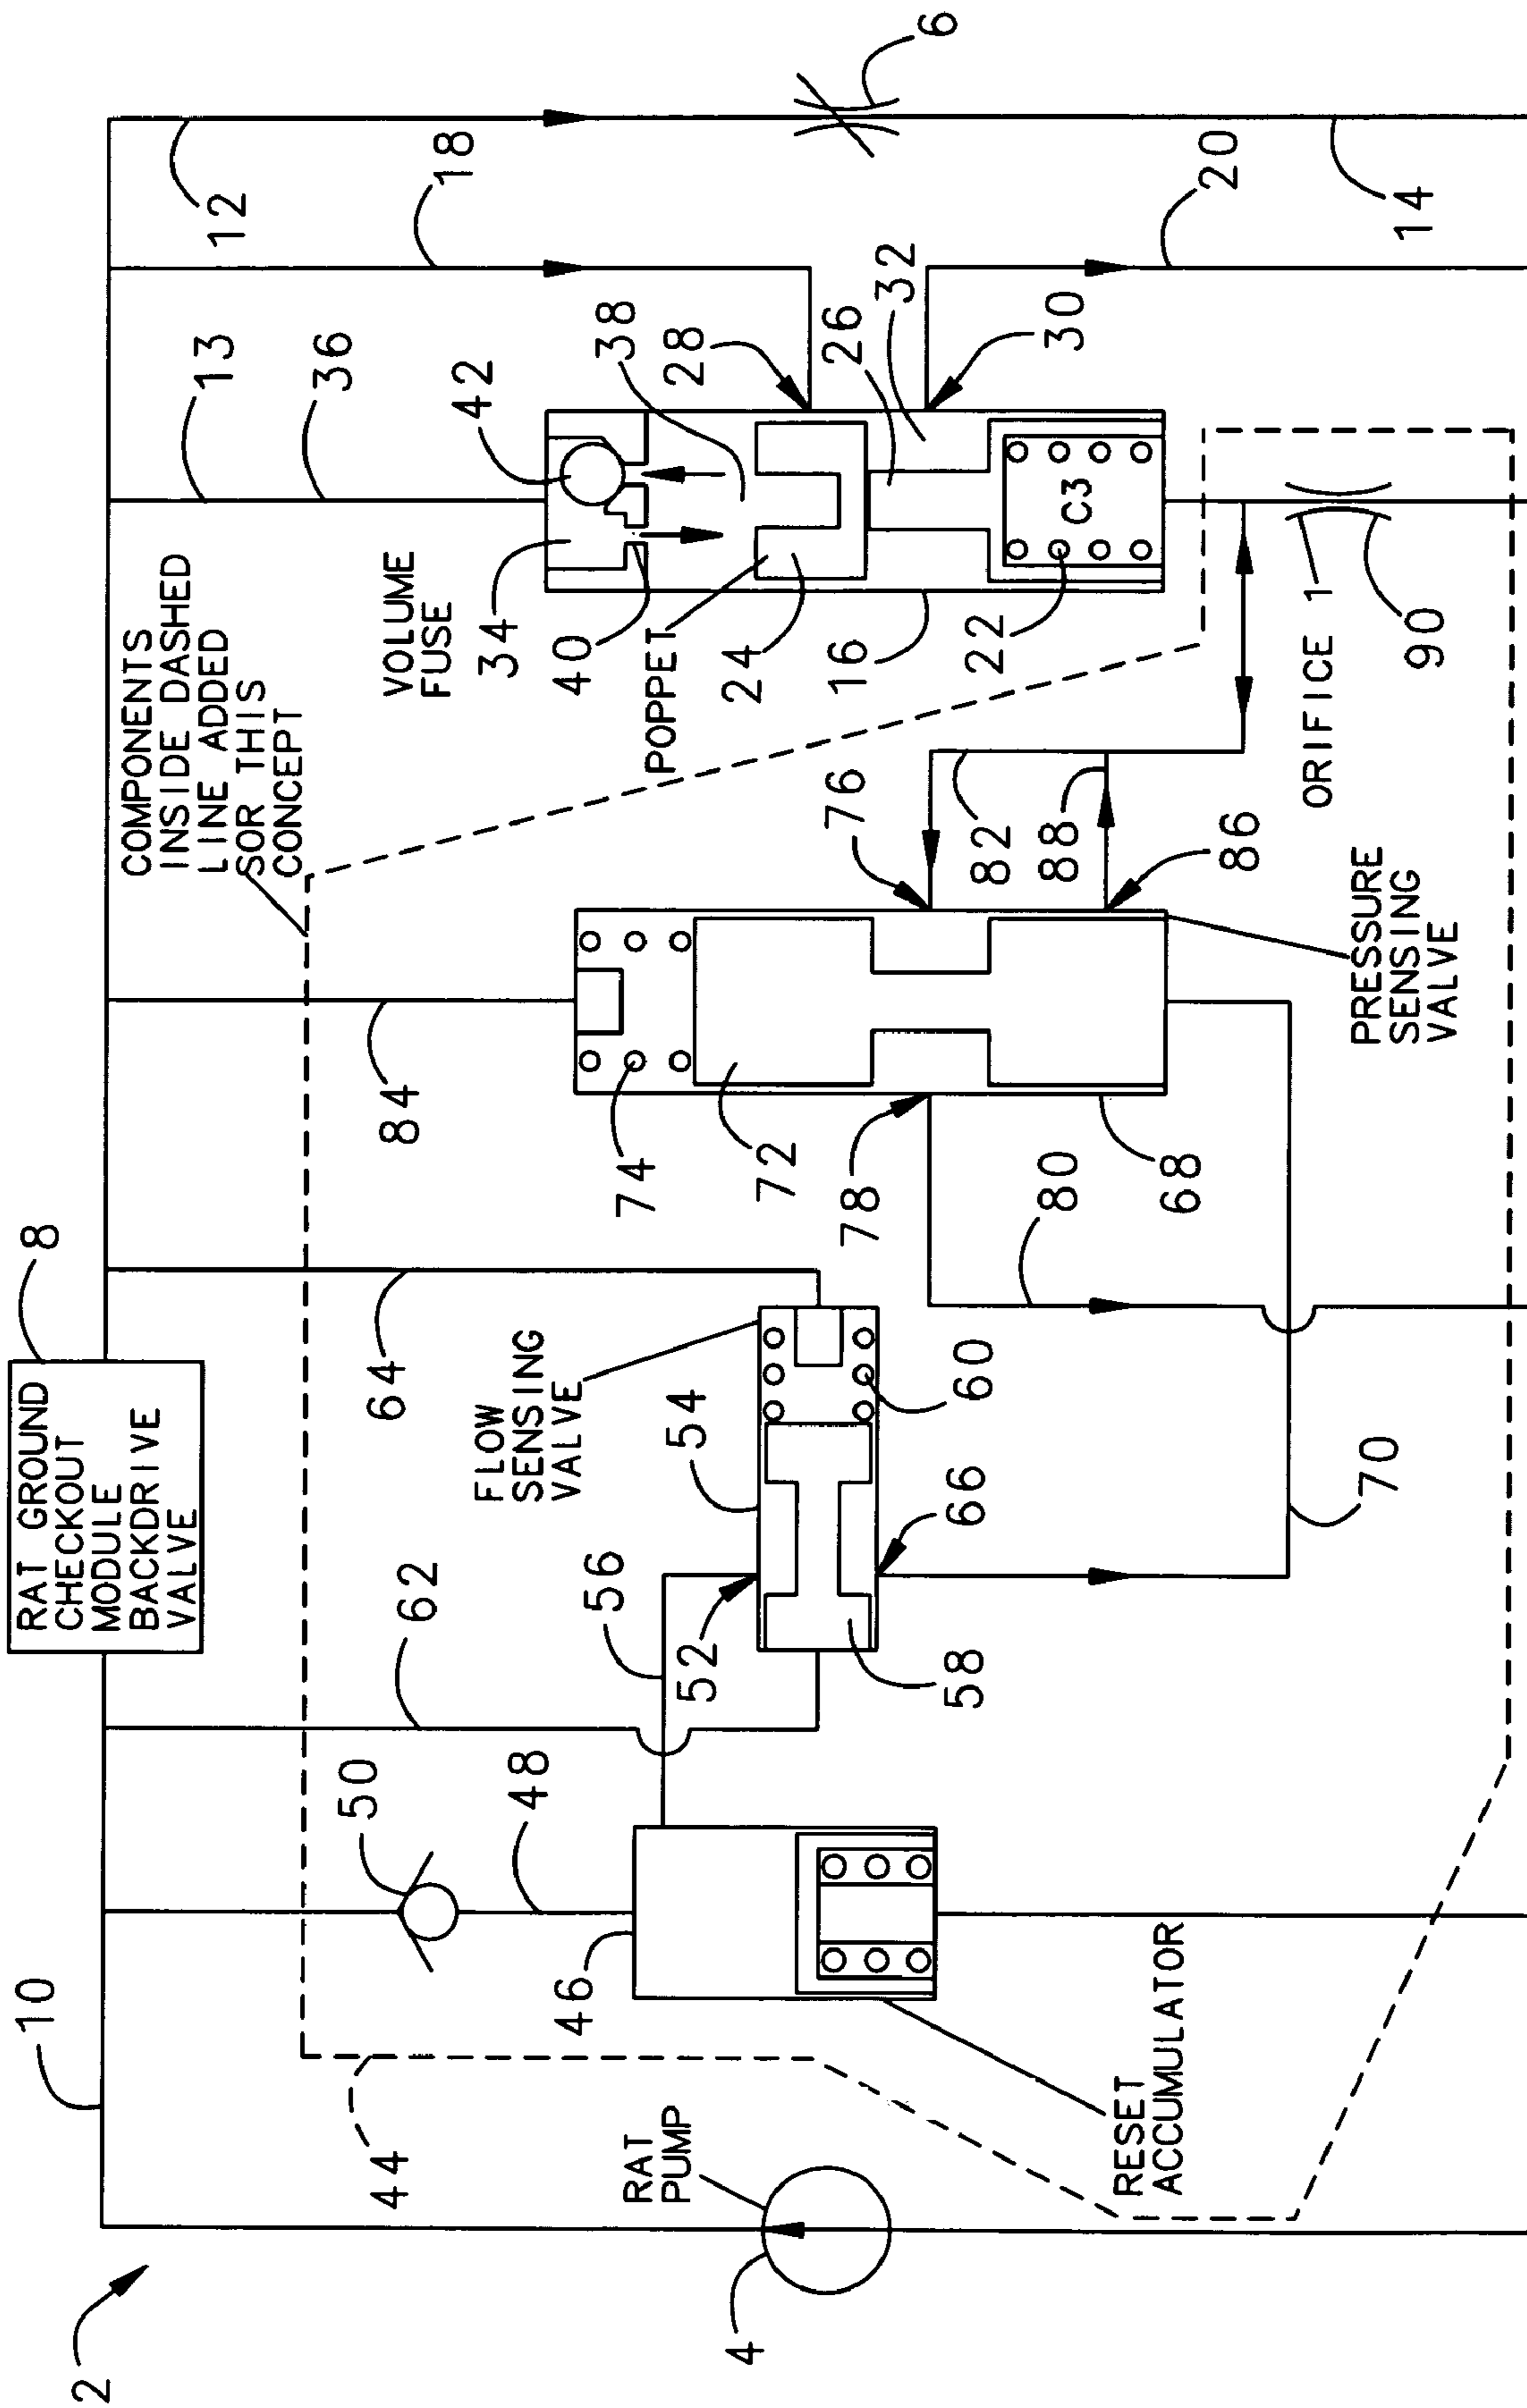 2
10
RAT GROUND
CHECKOUT
MODULE
BACKDRIVE
VALVE
8
COMPONENTS
INSIDE DASHED
LINE ADDED
SOR THIS
CONCEPT
13
36
12
18
6
44
50
48
62
64
84
VOLUME
FUSE
34
42
40
38
POPPET
24
28
26
32
16
22
C3
30
20
14
RAT
PUMP
4
46
56
52
FLOW
SENSING
VALVE
54
58
66
60
74
72
78
76
82
88
86
68
80
70
RESET
ACCUMULATOR
PRESSURE
SENSING
VALVE
ORIFICE 1
90